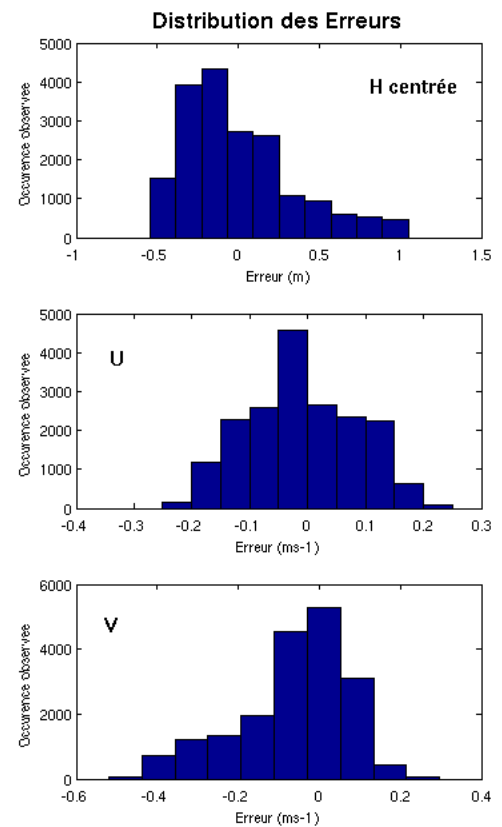 Distribution des Erreurs
H centrée
Occurence observee
5000
4000
3000
2000
1000
0
-1 -0.5 0 0.5 1 1.5
Erreur (m)
U
Occurence observee
5000
4000
3000
2000
1000
0
-0.4 -0.3 -0.2 -0.1 0 0.1 0.2 0.3
Erreur (ms-1)
V
Occurence observee
6000
4000
2000
0
-0.6 -0.4 -0.2 0 0.2 0.4
Erreur (ms-1)